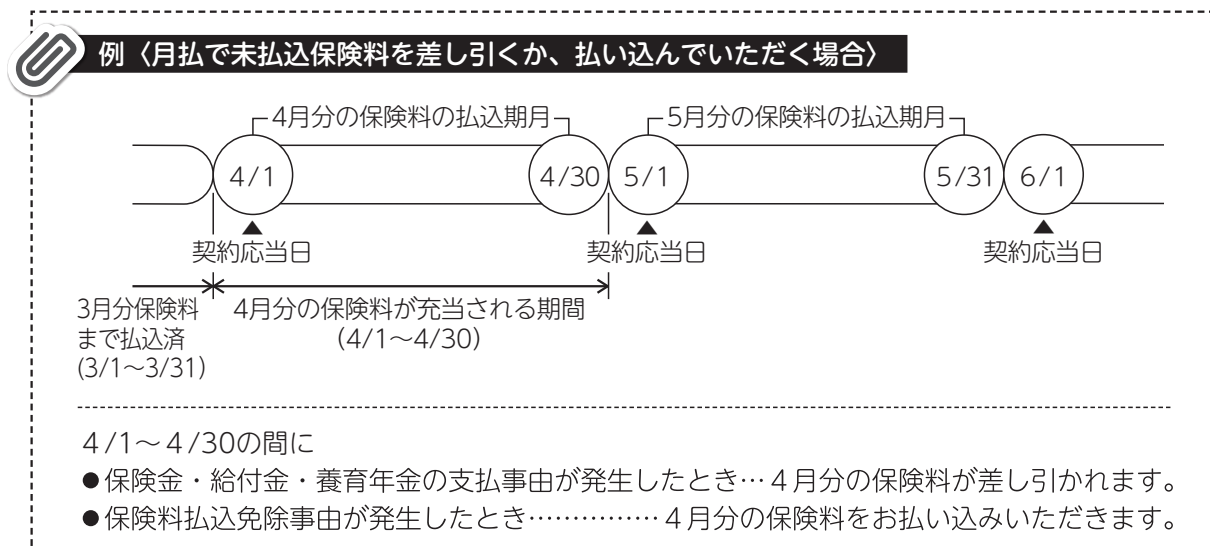 例〈月払で未払込保険料を差し引くか、払い込んでいただく場合〉
4月分の保険料の払込期月 5月分の保険料の払込期月
4/1 4/30 5/1 5/31 6/1
▲ ▲ ▲
契約応当日 契約応当日 契約応当日
3月分保険料 4月分の保険料が充当される期間
まで払込済 (4/1～4/30)
(3/1～3/31)
4/1～4/30の間に
●保険金・給付金・養育年金の支払事由が発生したとき…4月分の保険料が差し引かれます。
●保険料払込免除事由が発生したとき……………4月分の保険料をお払い込みいただきます。